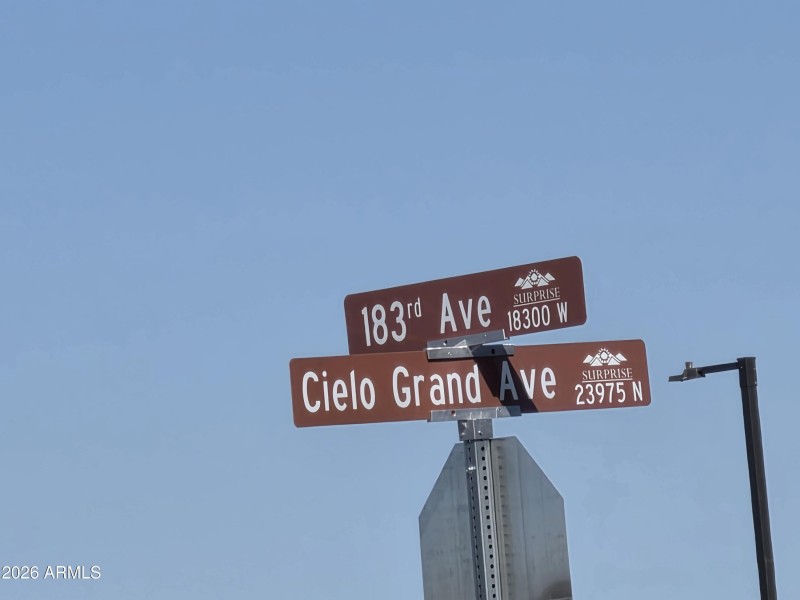 183rd Ave
SURPRISE
18300 W
Cielo Grand Ave
SURPRISE
23975 N
2026 ARMLS